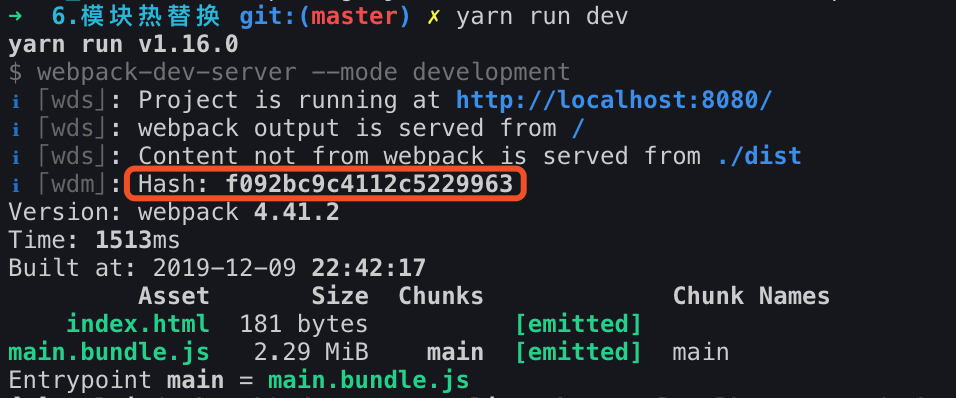 ➜ 6.模块热替换 git:(master) ✗ yarn run dev
yarn run v1.16.0
$ webpack-dev-server --mode development
ℹ ｢wds｣: Project is running at http://localhost:8080/
ℹ ｢wds｣: webpack output is served from /
ℹ ｢wds｣: Content not from webpack is served from ./dist
ℹ ｢wdm｣: Hash: f092bc9c4112c5229963
Version: webpack 4.41.2
Time: 1513ms
Built at: 2019-12-09 22:42:17
Asset Size Chunks Chunk Names
index.html 181 bytes [emitted]
main.bundle.js 2.29 MiB main [emitted] main
Entrypoint main = main.bundle.js